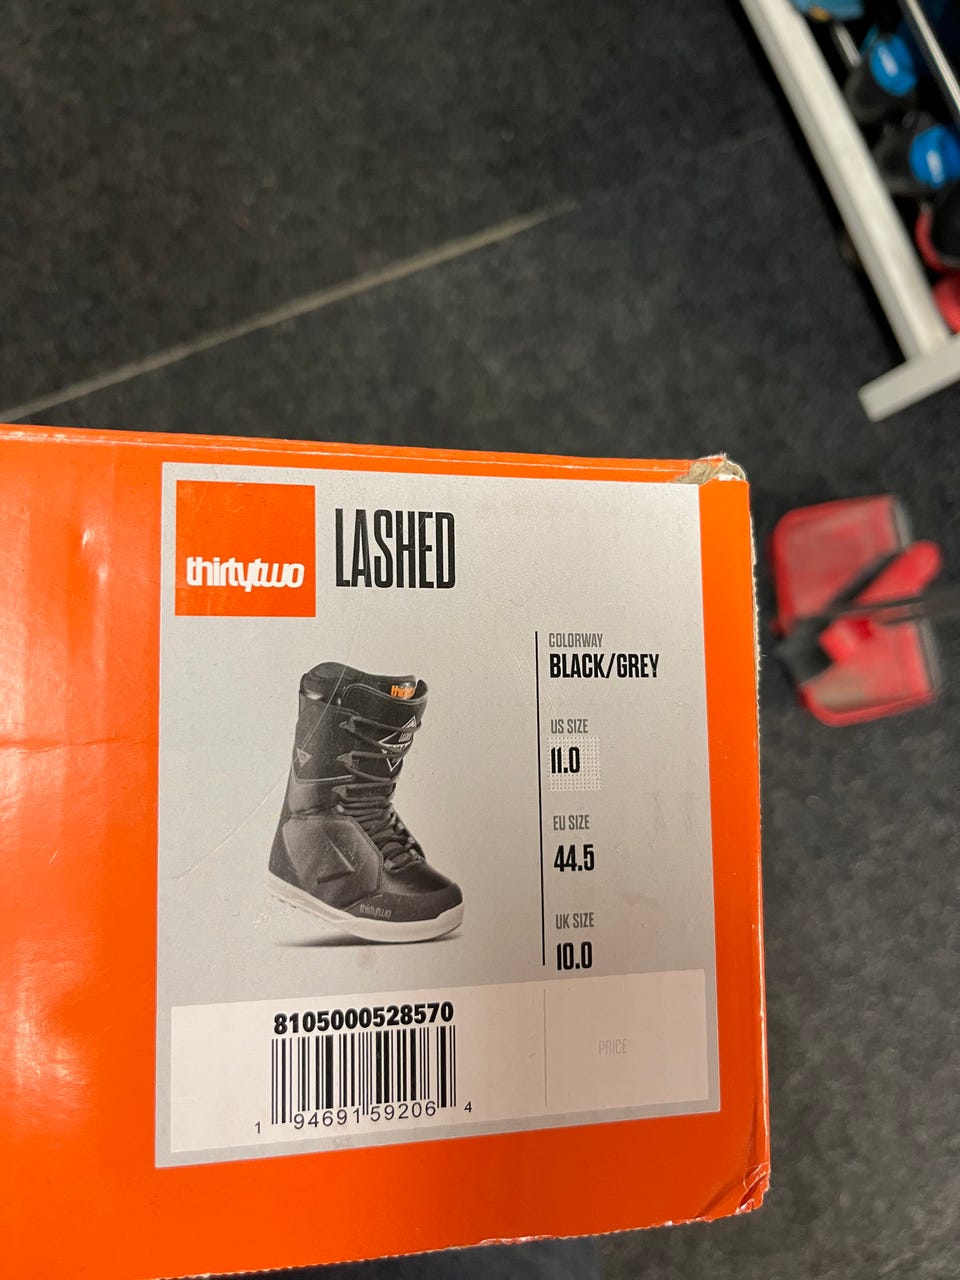 thirtytwo
LASHED
COLORWAY
BLACK/GREY
US SIZE
11.0
EU SIZE
44.5
UK SIZE
10.0
thirtytwo
8105000528570
PRICE
1 94691 59206 4